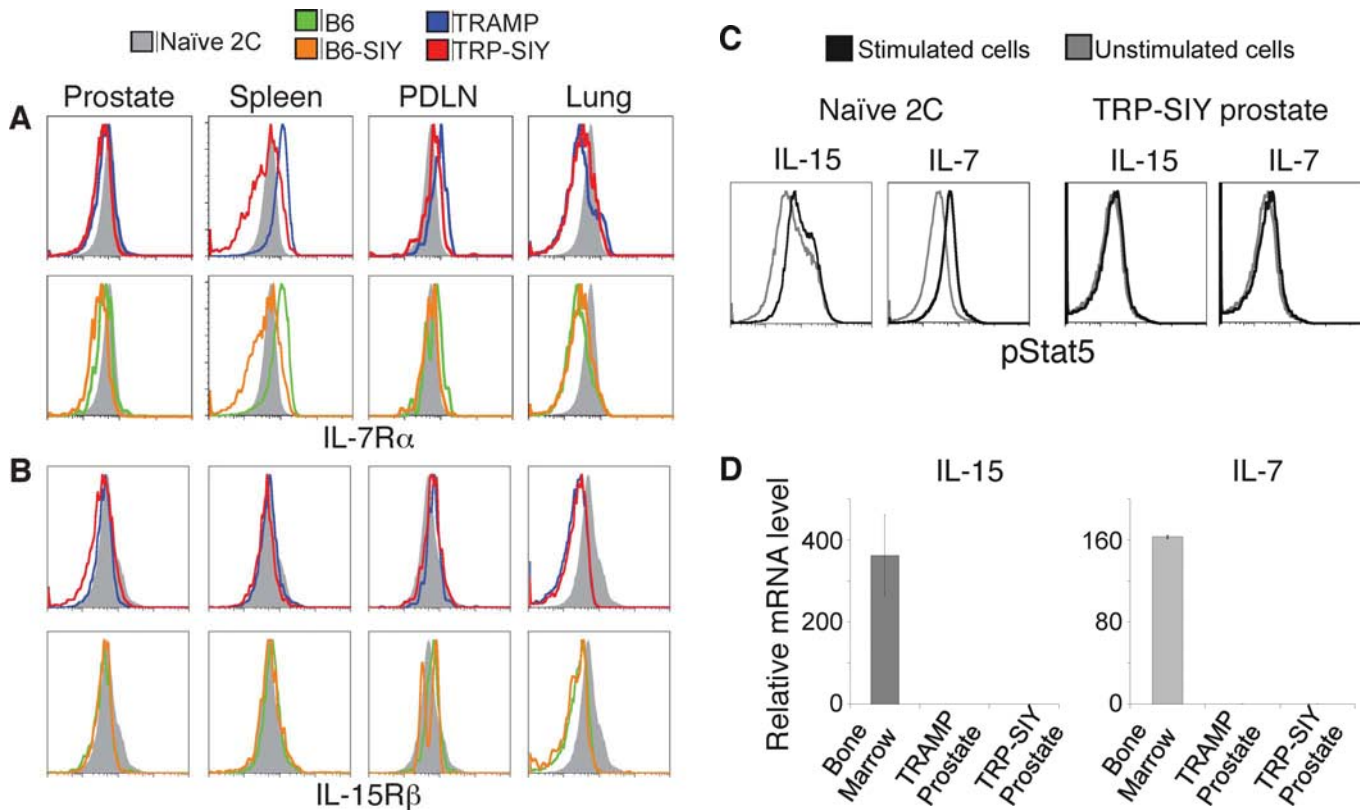 Naïve 2C
B6
TRAMP
B6-SIY
TRP-SIY
A
Prostate
Spleen
PDLN
Lung
IL-7Rα
B
IL-15Rβ
C
Stimulated cells
Unstimulated cells
Naïve 2C
TRP-SIY prostate
IL-15
IL-7
IL-15
IL-7
pStat5
D
IL-15
IL-7
Relative mRNA level
400
200
0
160
80
0
Bone
Marrow
TRAMP
Prostate
TRP-SIY
Prostate
Bone
Marrow
TRAMP
Prostate
TRP-SIY
Prostate